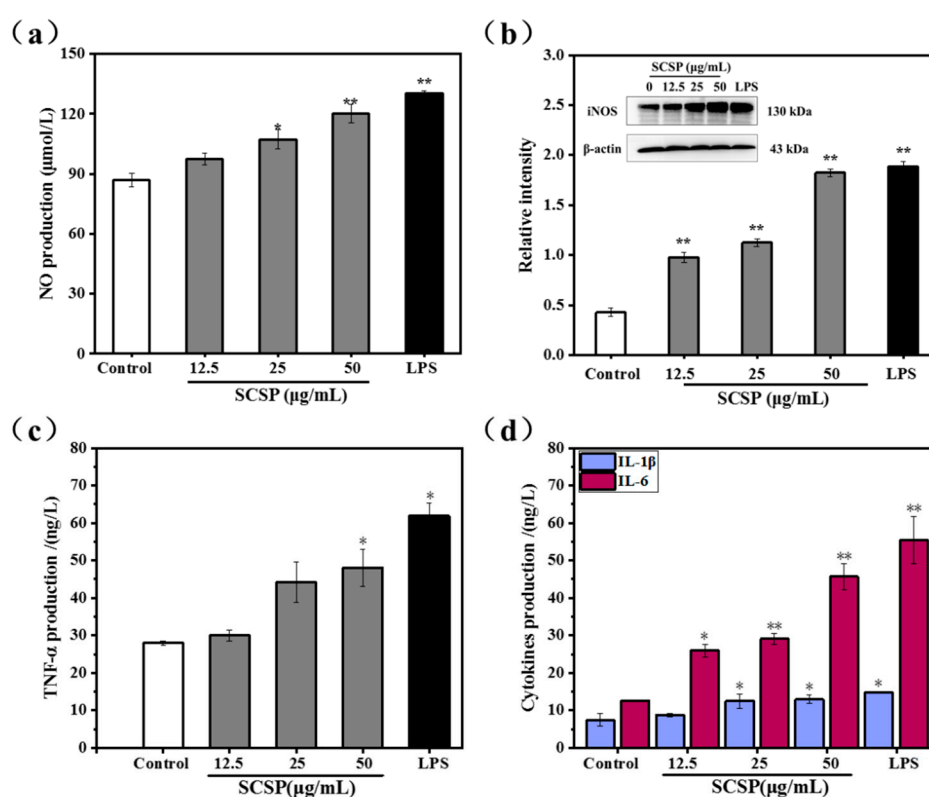 (a)
150
120
90
60
30
0
NO production (μmol/L)
*
**
**
Control 12.5 25 50 LPS
SCSP (μg/mL)
(b)
3.0
2.5
2.0
1.5
1.0
0.5
0.0
Relative intensity
SCSP (μg/mL)
0 12.5 25 50 LPS
iNOS 130 kDa
β-actin 43 kDa
**
**
**
**
Control 12.5 25 50 LPS
SCSP (μg/mL)
(c)
80
70
60
50
40
30
20
10
0
TNF-α production /(ng/L)
*
*
Control 12.5 25 50 LPS
SCSP(μg/mL)
(d)
80
70
60
50
40
30
20
10
0
Cytokines production /(ng/L)
IL-1β
IL-6
*
*
**
*
**
*
**
Control 12.5 25 50 LPS
SCSP(μg/mL)